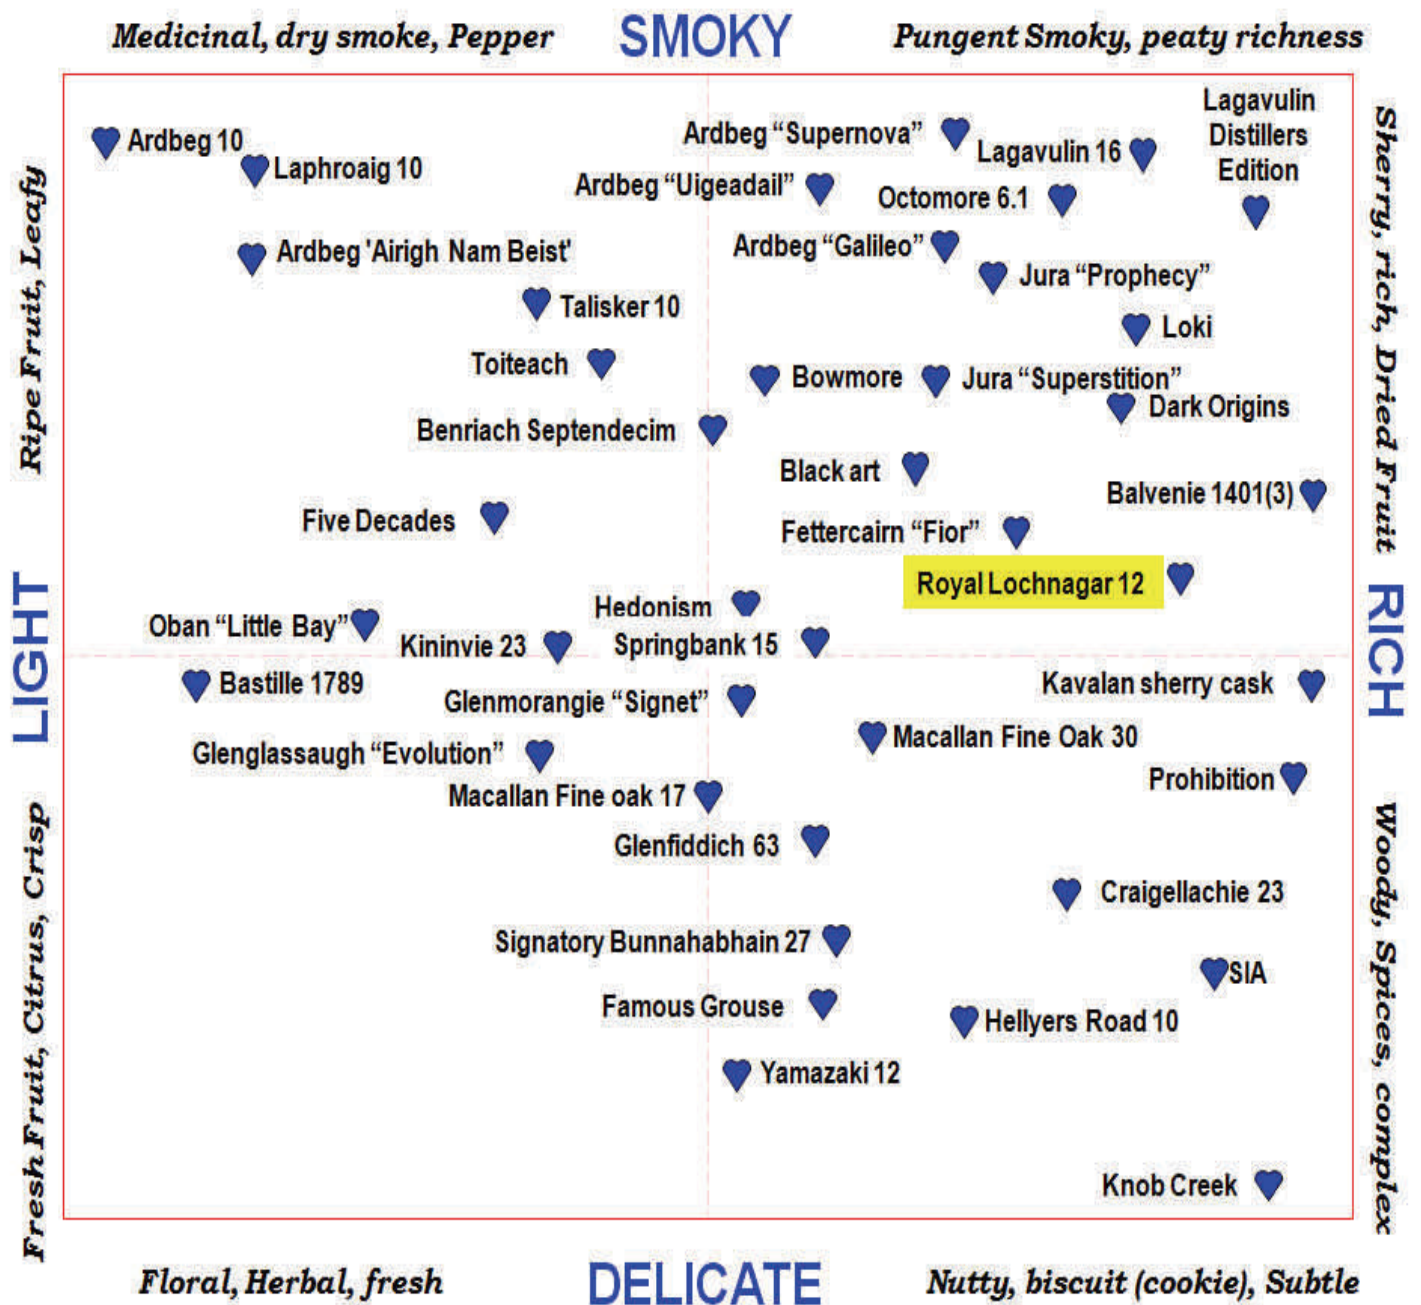 Medicinal, dry smoke, Pepper
SMOKY
Pungent Smoky, peaty richness
Ripe Fruit, Leafy
LIGHT
Fresh Fruit, Citrus, Crisp
Ardbeg 10
Laphroaig 10
Ardbeg 'Airigh Nam Beist'
Talisker 10
Toiteach
Benriach Septendecim
Five Decades
Oban “Little Bay”
Kininvie 23
Ardbeg “Supernova”
Lagavulin 16
Lagavulin
Distillers
Edition
Ardbeg “Uigeadail”
Octomore 6.1
Ardbeg “Galileo”
Jura “Prophecy”
Loki
Bowmore
Jura “Superstition”
Dark Origins
Black art
Balvenie 1401(3)
Fettercairn “Fior”
Royal Lochnagar 12
Hedonism
Springbank 15
Bastille 1789
Glenmorangie “Signet”
Kavalan sherry cask
Glenglassaugh “Evolution”
Macallan Fine Oak 30
Macallan Fine oak 17
Prohibition
Glenfiddich 63
Craigellachie 23
Signatory Bunnahabhain 27
SIA
Famous Grouse
Hellyers Road 10
Yamazaki 12
Knob Creek
Sherry, rich, Dried Fruit
RICH
Woody, Spices, complex
Floral, Herbal, fresh
DELICATE
Nutty, biscuit (cookie), Subtle